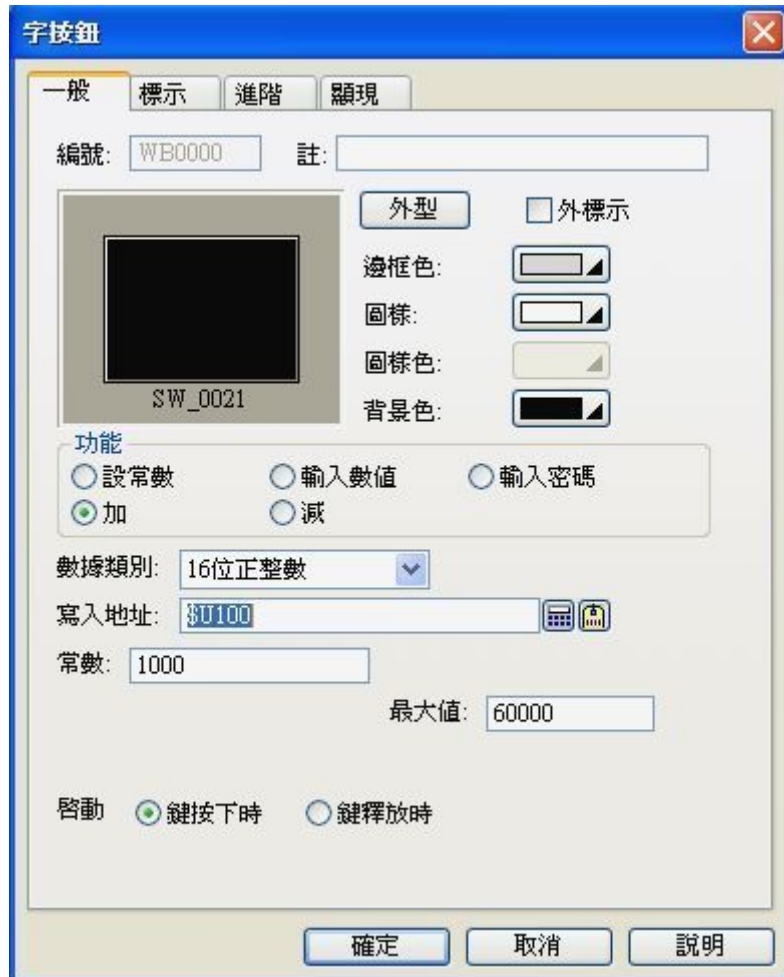 字按鈕
一般 標示 進階 顯現
編號: WB0000 註:
外型 外標示
邊框色:
圖樣:
圖樣色:
SW_0021 背景色:
功能
設常數 輸入數值 輸入密碼
加 減
數據類別: 16位正整數
寫入地址: $U100
常數: 1000
最大值: 60000
啓動 鍵按下時 鍵釋放時
確定 取消 說明